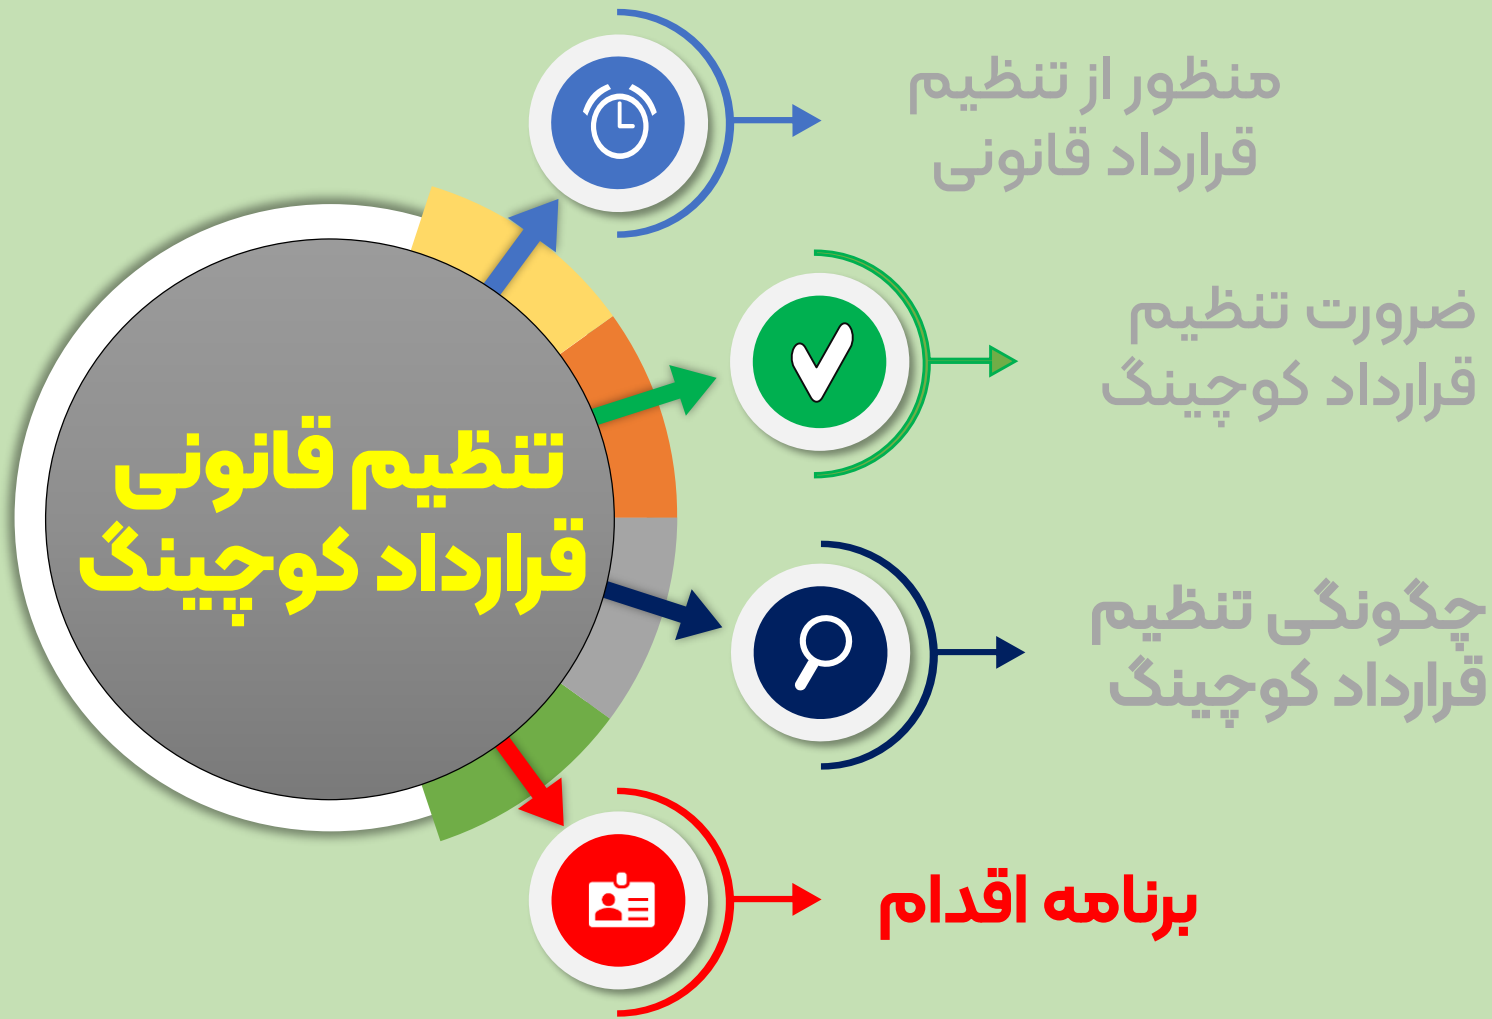 تنظیم قانونی
قرارداد کوچینگ
منظور از تنظیم
قرارداد قانونی
ضرورت تنظیم
قرارداد کوچینگ
چگونگی تنظیم
قرارداد کوچینگ
برنامه اقدام